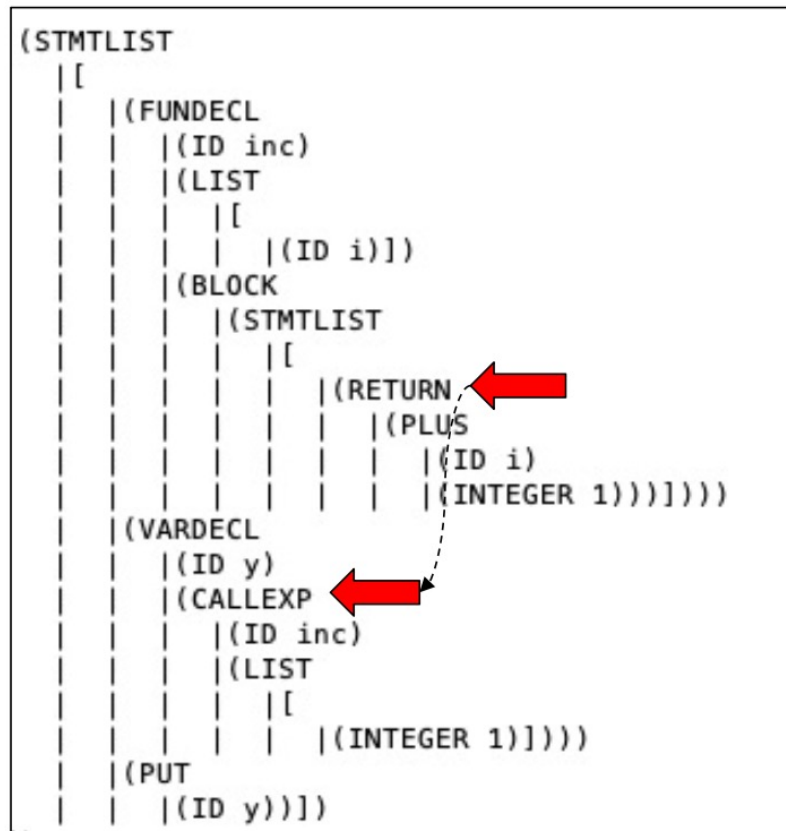 (STMTLIST
  |[
  |  |(FUNDECL
  |  |  |(ID inc)
  |  |  |(LIST
  |  |  |  |[
  |  |  |  |  |(ID i)])
  |  |  |(BLOCK
  |  |  |  |(STMTLIST
  |  |  |  |  |[
  |  |  |  |  |  |(RETURN
  |  |  |  |  |  |  |(PLUS
  |  |  |  |  |  |  |  |(ID i)
  |  |  |  |  |  |  |  |(INTEGER 1)))])))
  |  |(VARDECL
  |  |  |(ID y)
  |  |  |(CALLEXP
  |  |  |  |(ID inc)
  |  |  |  |(LIST
  |  |  |  |  |[
  |  |  |  |  |  |(INTEGER 1)])))
  |  |(PUT
  |  |  |(ID y))])